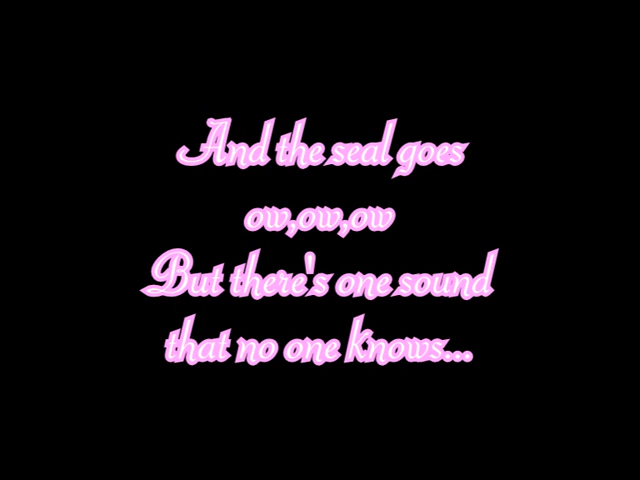 And the seal goes
ow,ow,ow
But there's one sound
that no one knows...